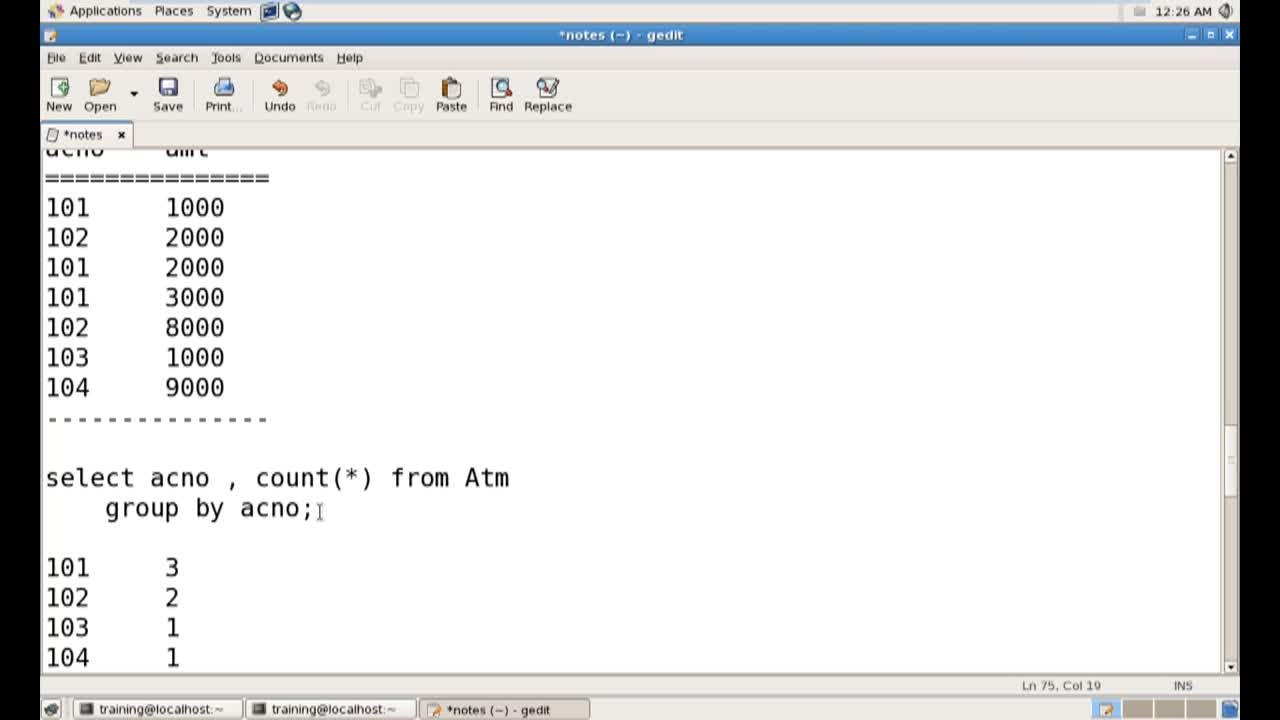 Applications Places System 12:26 AM
*notes (~) - gedit
File Edit View Search Tools Documents Help
New Open Save Print... Undo Redo Cut Copy Paste Find Replace
*notes
acno amt
===============
101 1000
102 2000
101 2000
101 3000
102 8000
103 1000
104 9000
---------------
select acno , count(*) from Atm
group by acno;
101 3
102 2
103 1
104 1
Ln 75, Col 19 INS
training@localhost:~ training@localhost:~ *notes (~) - gedit